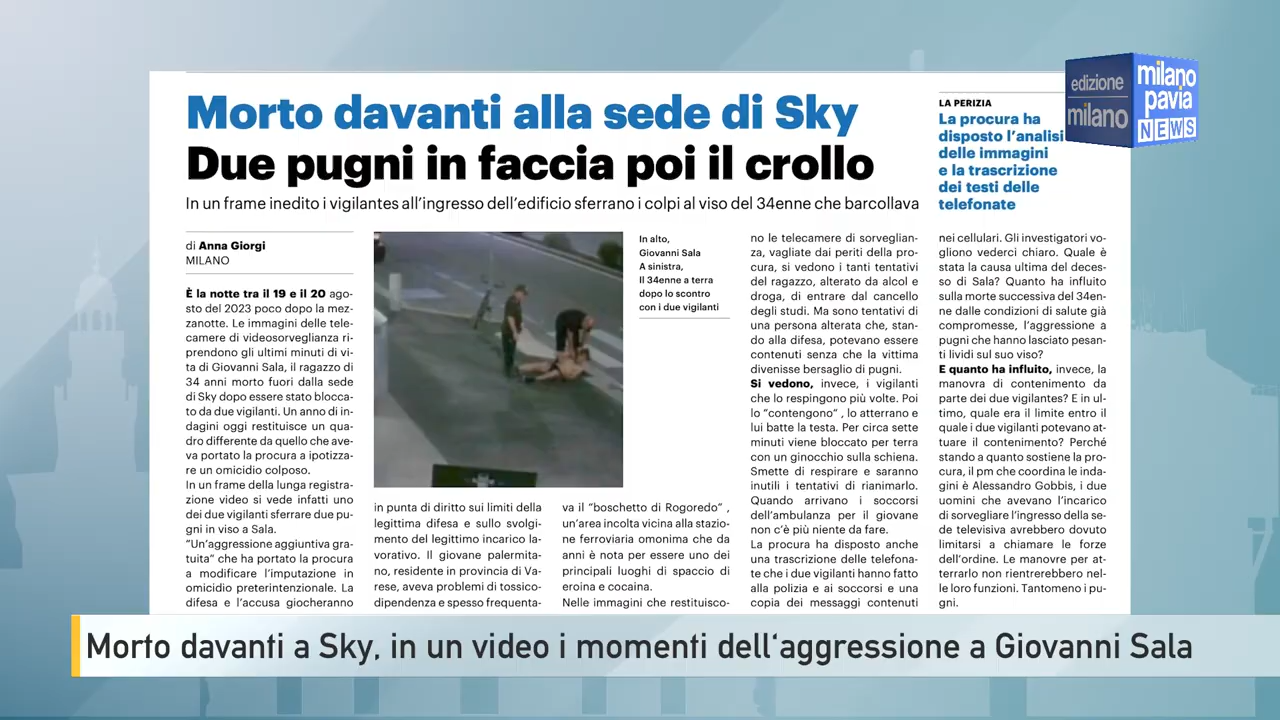 Morto davanti alla sede di Sky
Due pugni in faccia poi il crollo
In un frame inedito i vigilantes all'ingresso dell'edificio sferrano i colpi al viso del 34enne che barcollava
di Anna Giorgi
MILANO
È la notte tra il 19 e il 20 ago-
sto del 2023 poco dopo la mez-
zanotte. Le immagini delle tele-
camere di videosorveglianza ri-
prendono gli ultimi minuti di vi-
ta di Giovanni Sala, il ragazzo di
34 anni morto fuori dalla sede
di Sky dopo essere stato blocca-
to da due vigilanti. Un anno di in-
dagini oggi restituisce un qua-
dro differente da quello che ave-
va portato la procura a ipotizza-
re un omicidio colposo.
In un frame della lunga registra-
zione video si vede infatti uno
dei due vigilanti sferrare due pu-
gni in viso a Sala.
"Un'aggressione aggiuntiva gra-
tuita" che ha portato la procura
a modificare l'imputazione in
omicidio preterintenzionale. La
difesa e l'accusa giocheranno
in punta di diritto sui limiti della
legittima difesa e sullo svolgi-
mento del legittimo incarico la-
vorativo. Il giovane palermita-
no, residente in provincia di Va-
rese, aveva problemi di tossico-
dipendenza e spesso frequenta-
In alto,
Giovanni Sala
A sinistra,
Il 34enne a terra
dopo lo scontro
con i due vigilanti
va il "boschetto di Rogoredo" ,
un'area incolta vicina alla stazio-
ne ferroviaria omonima che da
anni è nota per essere uno dei
principali luoghi di spaccio di
eroina e cocaina.
Nelle immagini che restituisco-
no le telecamere di sorveglian-
za, vagliate dai periti della pro-
cura, si vedono i tanti tentativi
del ragazzo, alterato da alcol e
droga, di entrare dal cancello
degli studi. Ma sono tentativi di
una persona alterata che, stan-
do alla difesa, potevano essere
contenuti senza che la vittima
divenisse bersaglio di pugni.
Si vedono, invece, i vigilanti
che lo respingono più volte. Poi
lo "contengono" , lo atterrano e
lui batte la testa. Per circa sette
minuti viene bloccato per terra
con un ginocchio sulla schiena.
Smette di respirare e saranno
inutili i tentativi di rianimarlo.
Quando arrivano i soccorsi
dell'ambulanza per il giovane
non c'è più niente da fare.
La procura ha disposto anche
una trascrizione delle telefona-
te che i due vigilanti hanno fatto
alla polizia e ai soccorsi e una
copia dei messaggi contenuti
LA PERIZIA
La procura ha
disposto l'analisi
delle immagini
e la trascrizione
dei testi delle
telefonate
nei cellulari. Gli investigatori vo-
gliono vederci chiaro. Quale è
stata la causa ultima del deces-
so di Sala? Quanto ha influito
sulla morte successiva del 34en-
ne dalle condizioni di salute già
compromesse, l'aggressione a
pugni che hanno lasciato pesan-
ti lividi sul suo viso?
E quanto ha influito, invece, la
manovra di contenimento da
parte dei due vigilantes? E in ul-
timo, quale era il limite entro il
quale i due vigilanti potevano at-
tuare il contenimento? Perché
stando a quanto sostiene la pro-
cura, il pm che coordina le inda-
gini è Alessandro Gobbis, i due
uomini che avevano l'incarico
di sorvegliare l'ingresso della se-
de televisiva avrebbero dovuto
limitarsi a chiamare le forze
dell'ordine. Le manovre per at-
terrarlo non rientrerebbero nel-
le loro funzioni. Tantomeno i pu-
gni.
edizione
milano
milano
pavia
NEWS
Morto davanti a Sky, in un video i momenti dell'aggressione a Giovanni Sala